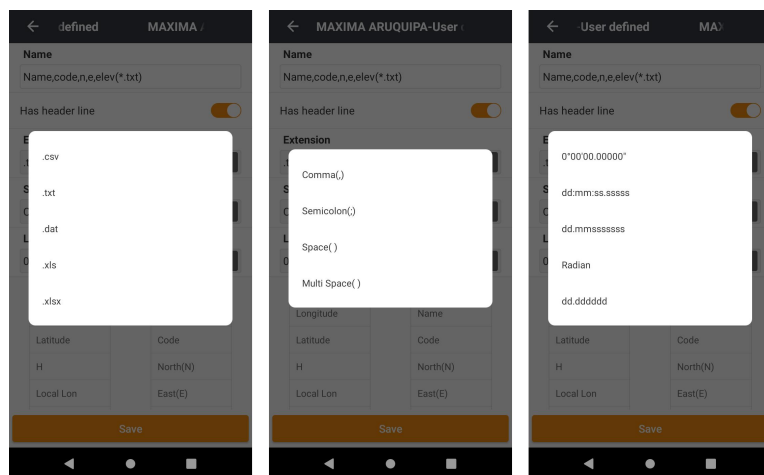 defined MAXIMA
Name
Name,code,n,e,elev(*.txt)
Has header line
.csv
.txt
.dat
.xls
.xlsx
Latitude Code
H North(N)
Local Lon East(E)
Save
MAXIMA ARUQUIPA-User
Name
Name,code,n,e,elev(*.txt)
Has header line
Extension
Comma(,)
Semicolon(;)
Space( )
Multi Space( )
Longitude Name
Latitude Code
H North(N)
Local Lon East(E)
Save
-User defined MAX
Name
Name,code,n,e,elev(*.txt)
Has header line
0°00'00.00000"
dd:mm:ss.sssss
dd.mmsssssss
Radian
dd.dddddd
Latitude Code
H North(N)
Local Lon East(E)
Save